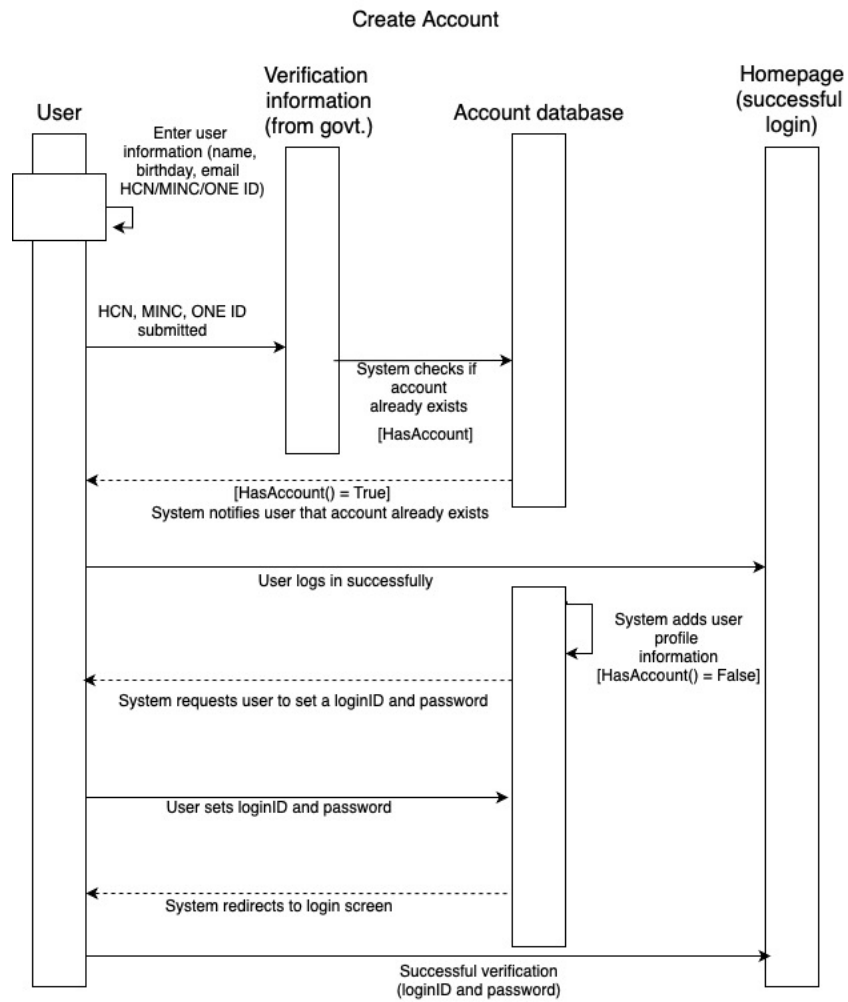 Create Account
User
Verification
information
(from govt.)
Account database
Homepage
(successful
login)
Enter user
information (name,
birthday, email
HCN/MINC/ONE ID)
HCN, MINC, ONE ID
submitted
System checks if
account
already exists
[HasAccount]
[HasAccount() = True]
System notifies user that account already exists
User logs in successfully
System adds user
profile
information
[HasAccount() = False]
System requests user to set a loginID and password
User sets loginID and password
System redirects to login screen
Successful verification
(loginID and password)